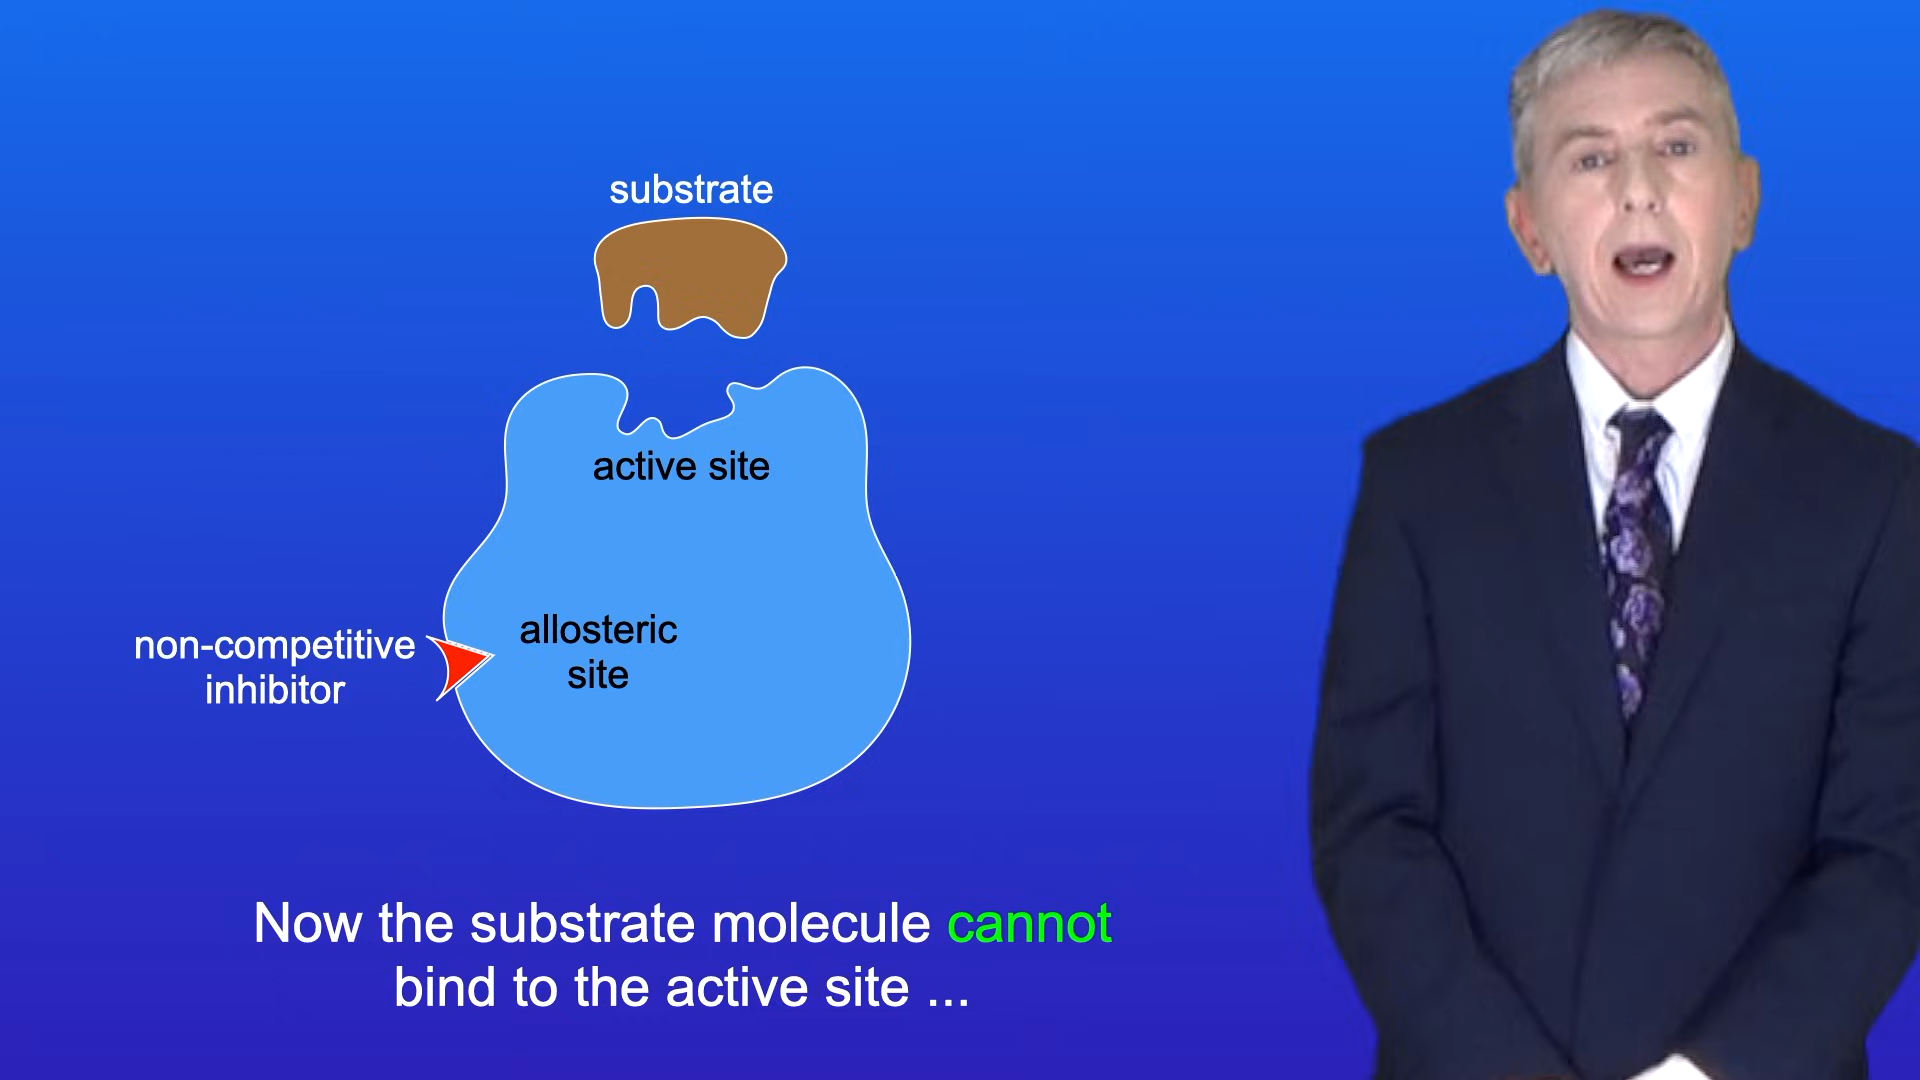 substrate
active site
allosteric
site
non-competitive
inhibitor
Now the substrate molecule cannot
bind to the active site ...